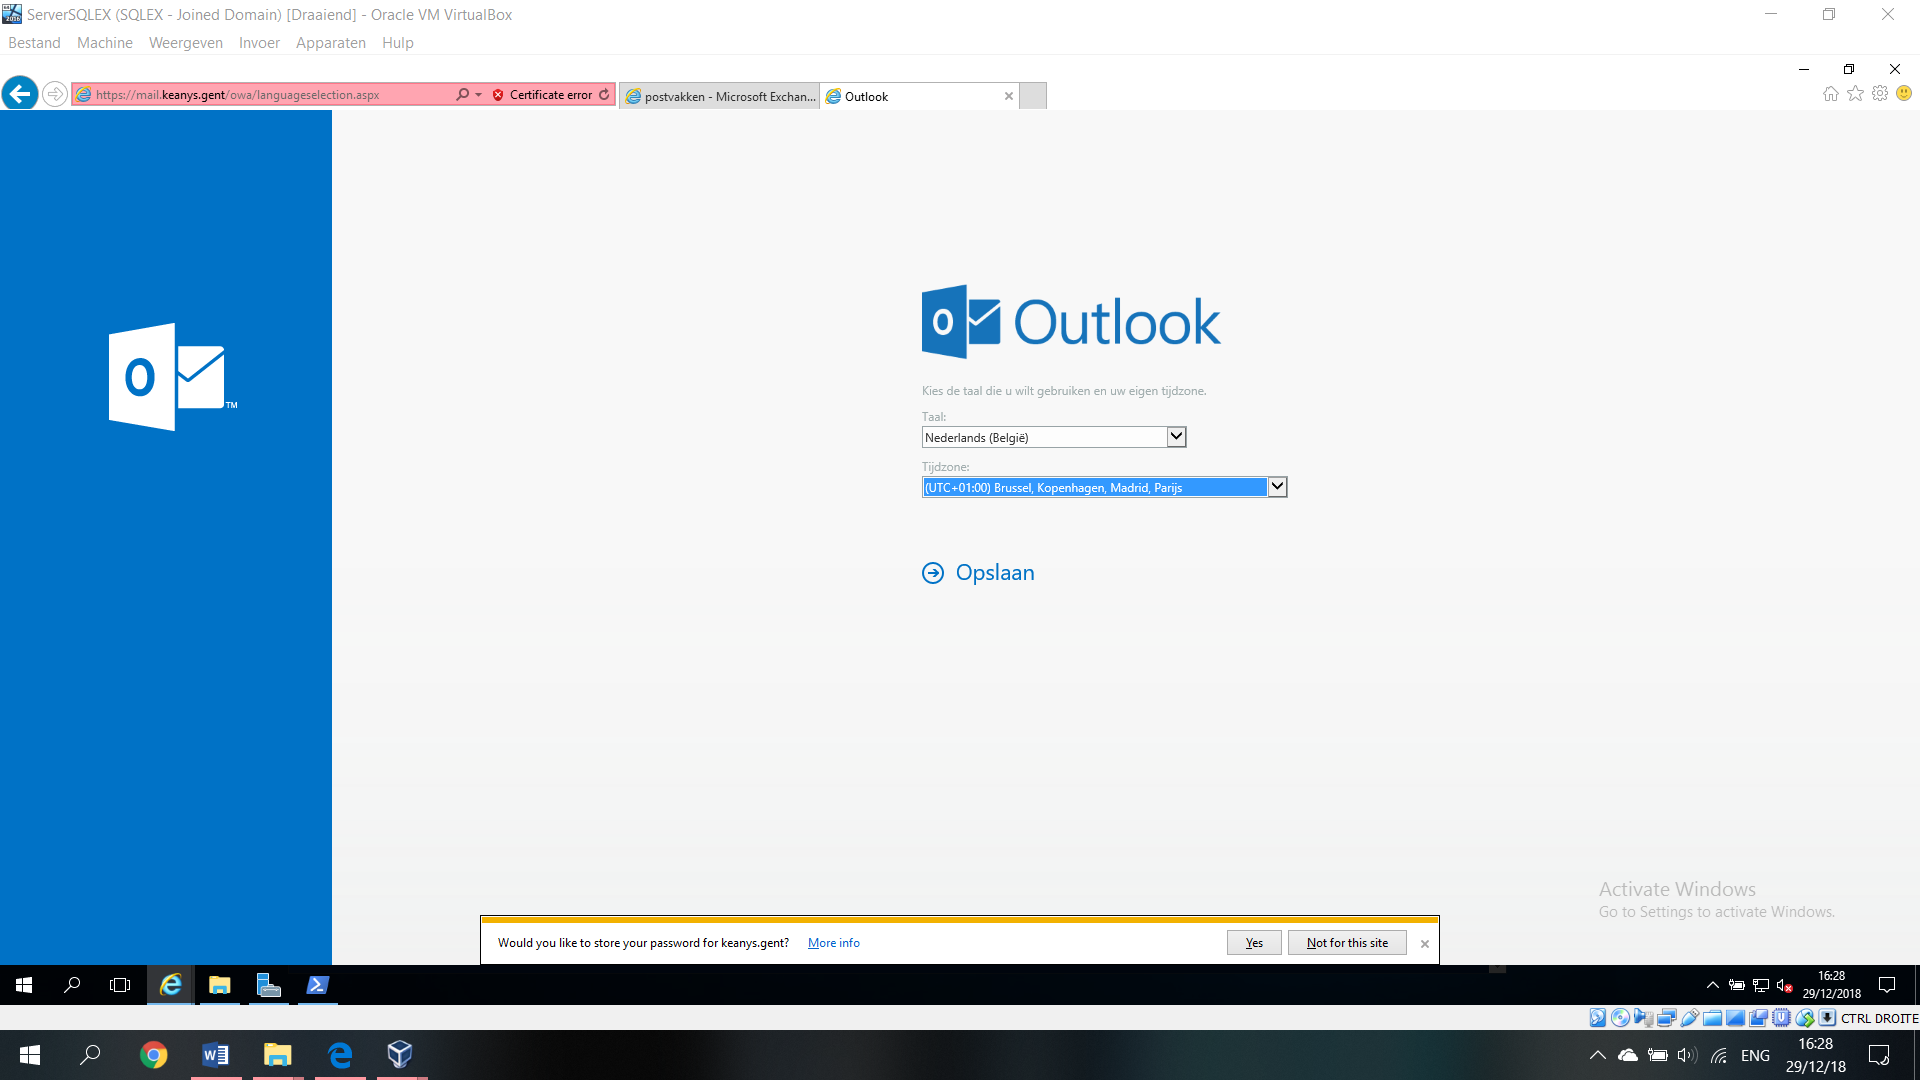 ServerSQLEX (SQLEX - Joined Domain) [Draaiend] - Oracle VM VirtualBox
Bestand Machine Weergeven Invoer Apparaten Hulp
https://mail.keanys.gent/owa/languageselection.aspx Certificate error postvakken - Microsoft Exchan... Outlook
Outlook
Kies de taal die u wilt gebruiken en uw eigen tijdzone.
Taal:
Nederlands (België)
Tijdzone:
(UTC+01:00) Brussel, Kopenhagen, Madrid, Parijs
Opslaan
TM
Activate Windows
Go to Settings to activate Windows.
Would you like to store your password for keanys.gent? More info Yes Not for this site
16:28
29/12/2018
CTRL DROITE
ENG
16:28
29/12/18